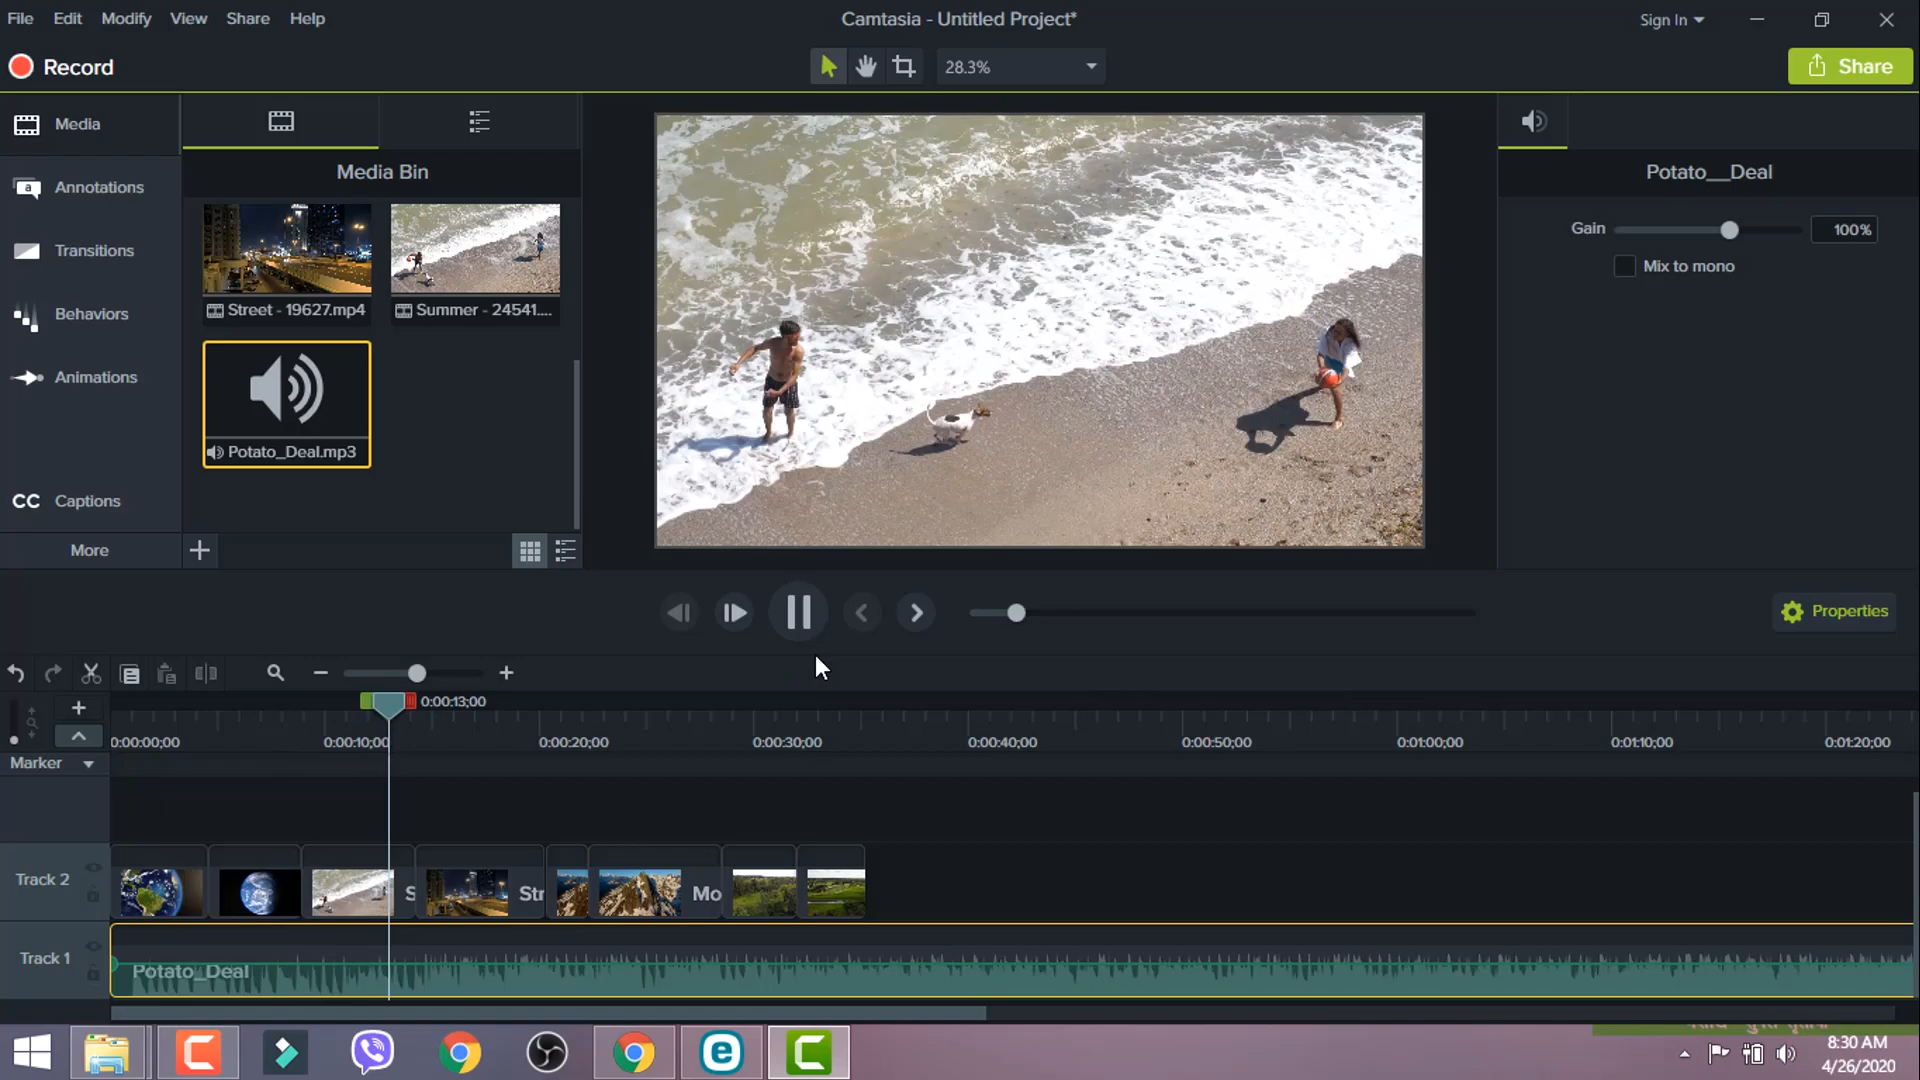 File Edit Modify View Share Help
Camtasia - Untitled Project*
Sign In
Record
28.3%
Share
Media
Annotations
Transitions
Behaviors
Animations
CC Captions
More
Media Bin
Street - 19627.mp4
Summer - 24541....
Potato_Deal.mp3
Potato__Deal
Gain
100%
Mix to mono
Properties
0:00:13;00
0:00:00;00 0:00:10;00 0:00:20;00 0:00:30;00 0:00:40;00 0:00:50;00 0:01:00;00 0:01:10;00 0:01:20;00
Marker
Track 2
S
Str
Mo
Track 1
Potato_Deal
8:30 AM
4/26/2020